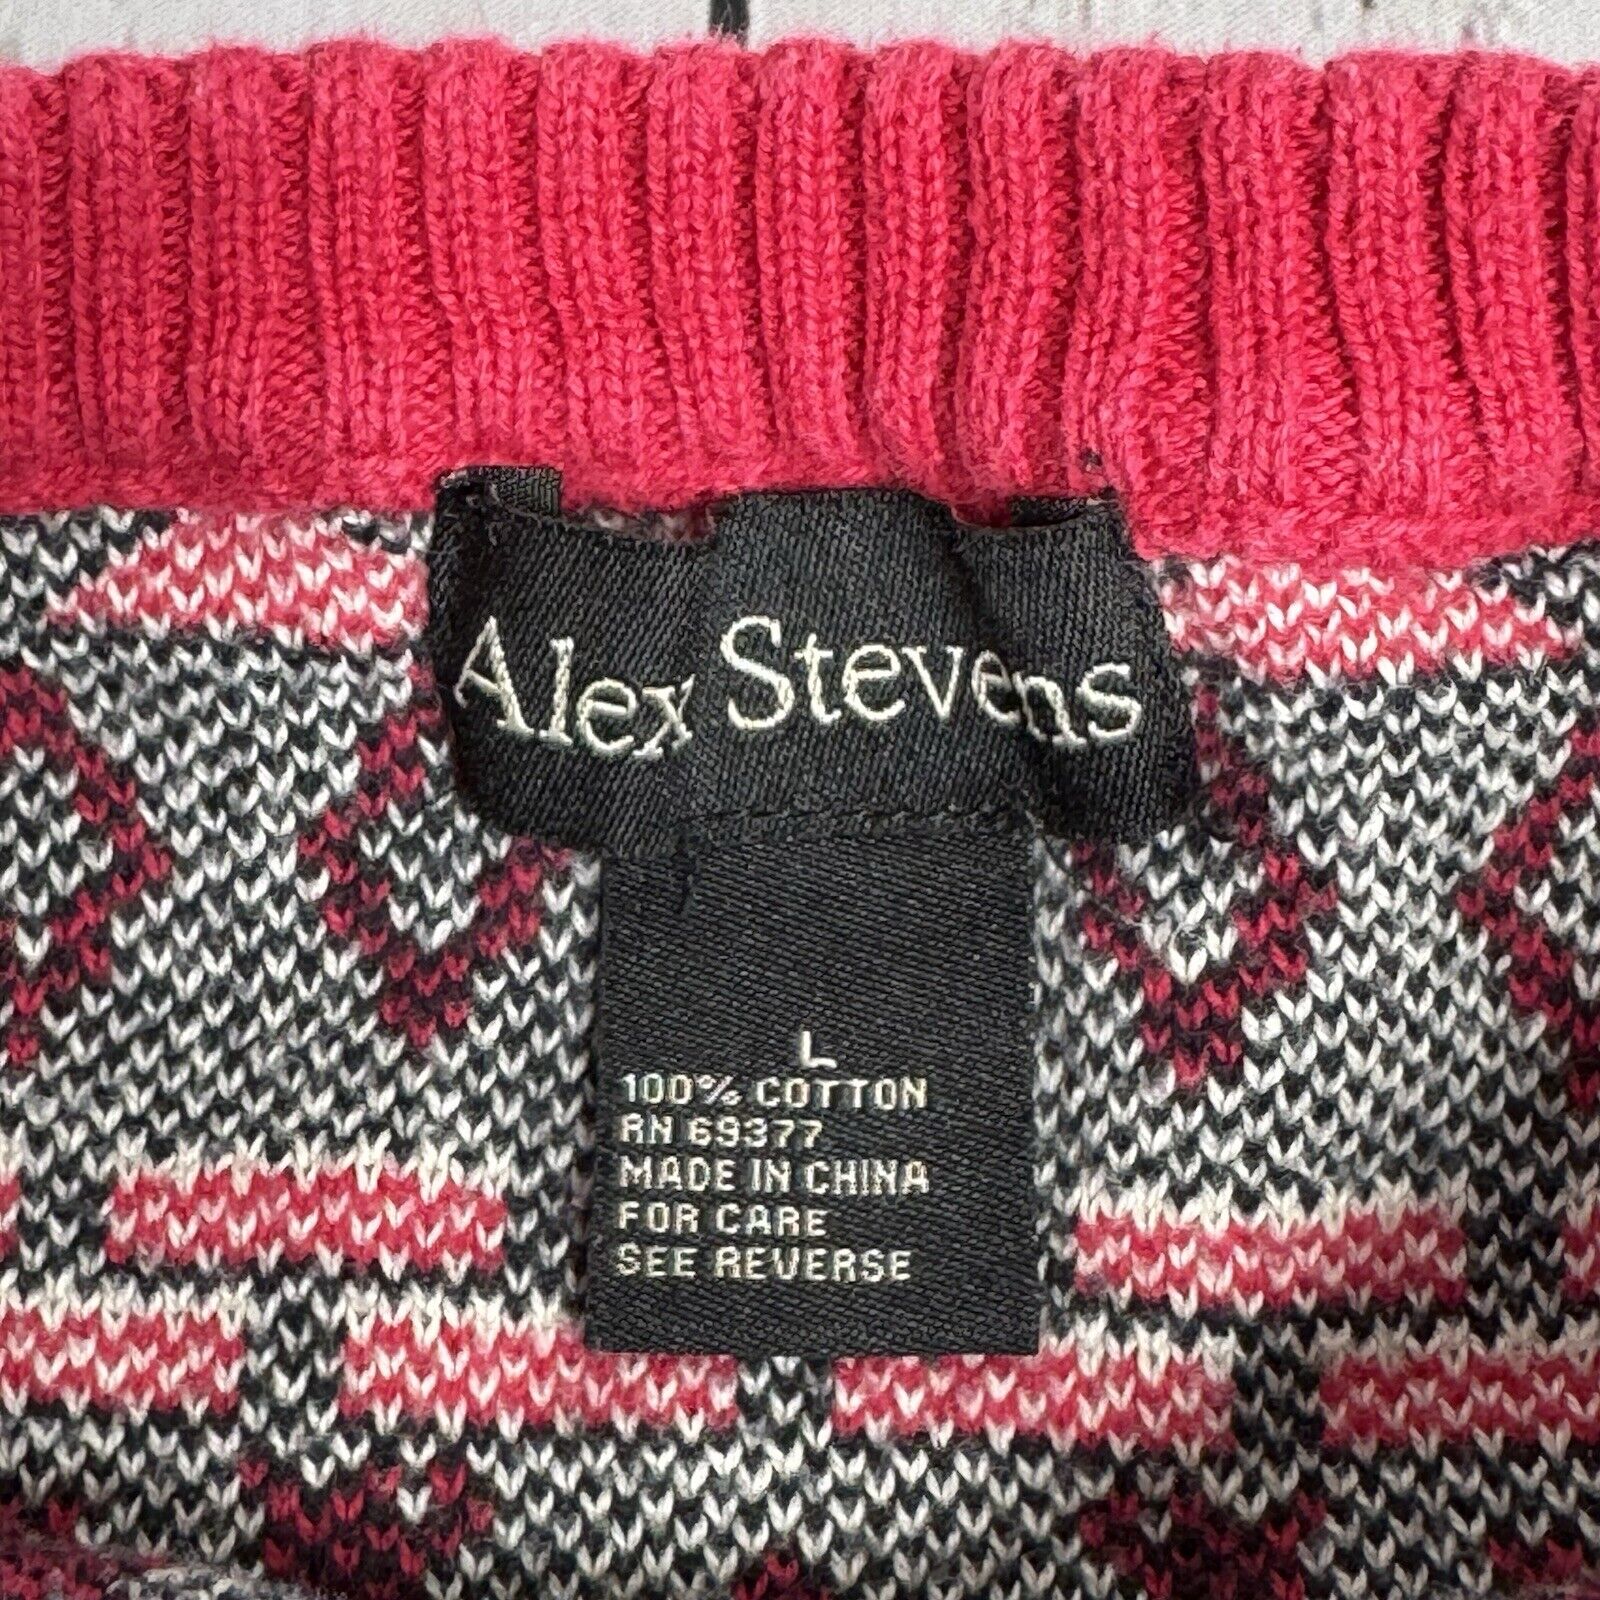 Alex Stevens
L
100% COTTON
RN 69377
MADE IN CHINA
FOR CARE
SEE REVERSE